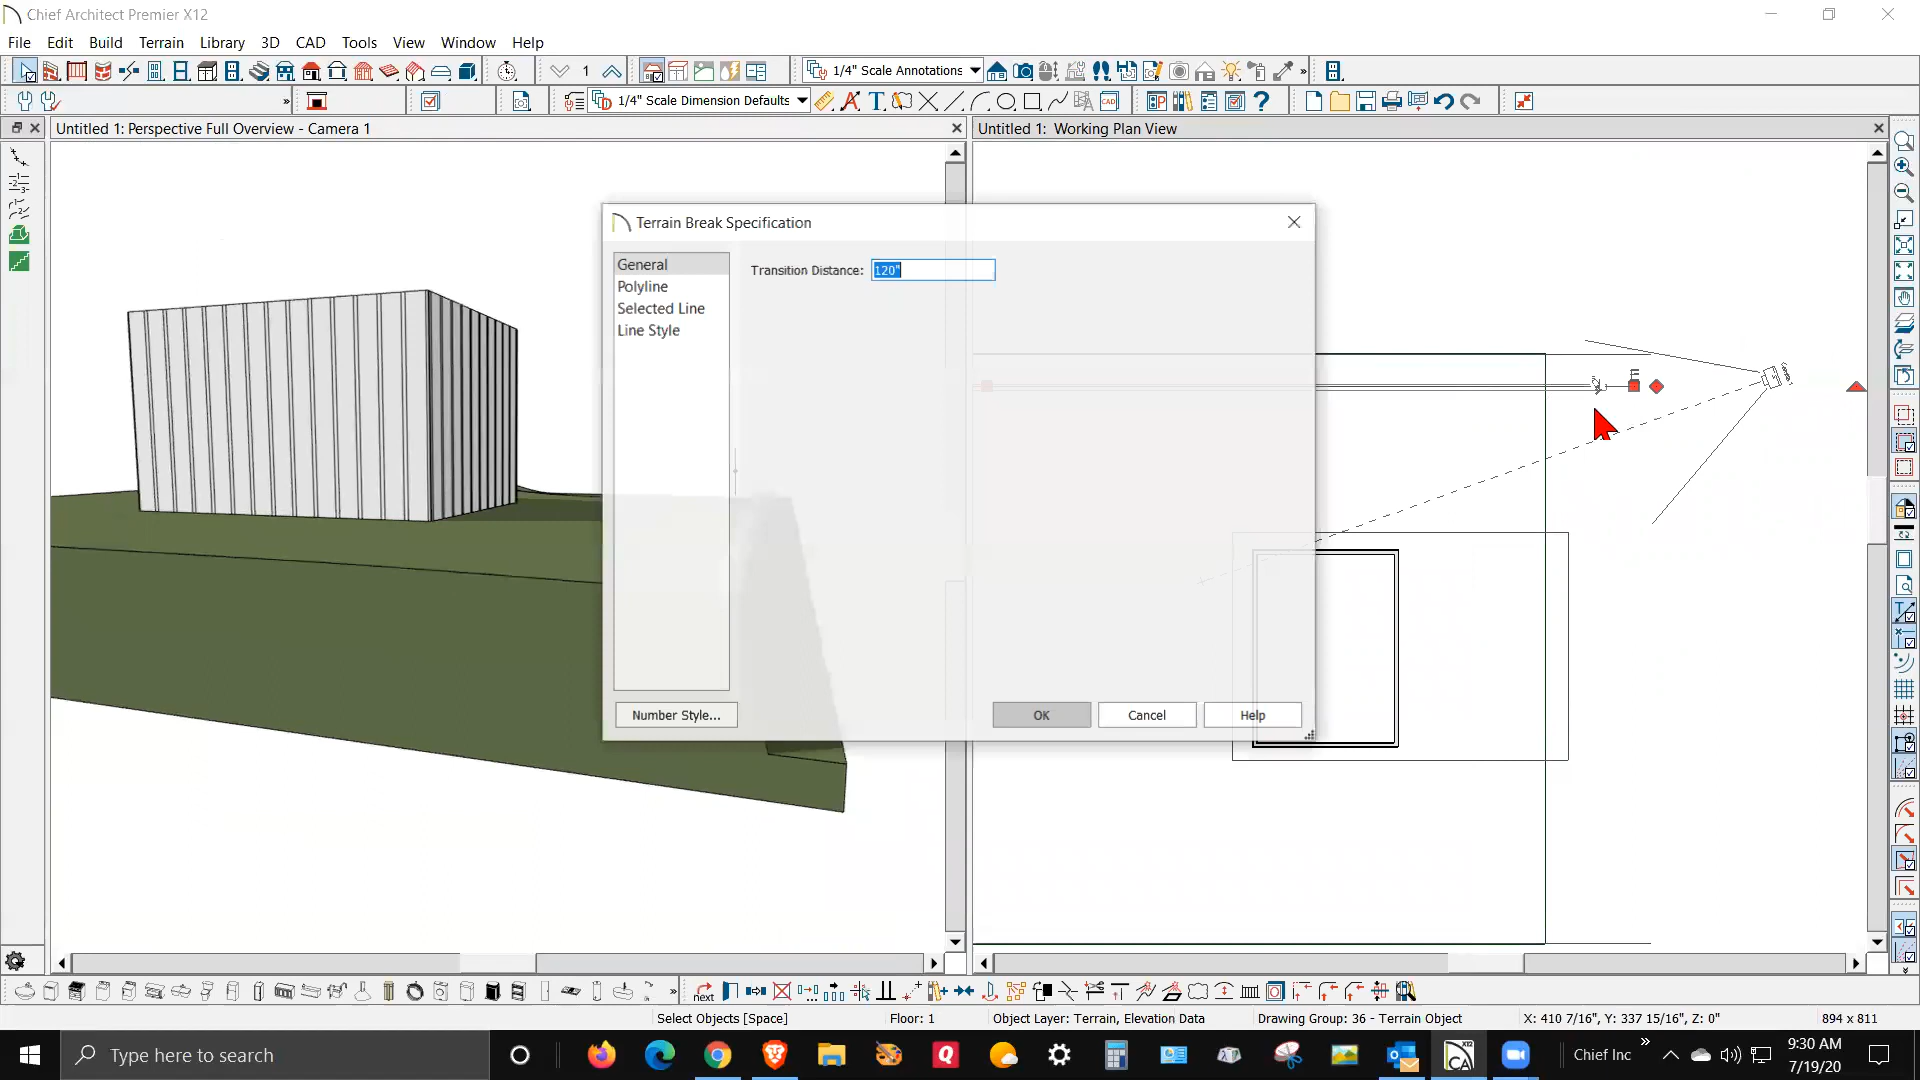 Chief Architect Premier X12
File Edit Build Terrain Library 3D CAD Tools View Window Help
1 1/4" Scale Annotations
1/4" Scale Dimension Defaults
Untitled 1: Perspective Full Overview - Camera 1
Untitled 1: Working Plan View
Terrain Break Specification
General
Transition Distance: 120"
Polyline
Selected Line
Line Style
Number Style...
OK Cancel Help
next
Select Objects [Space] Floor: 1 Object Layer: Terrain, Elevation Data Drawing Group: 36 - Terrain Object X: 410 7/16", Y: 337 15/16", Z: 0" 894 x 811
Type here to search
Chief Inc
9:30 AM
7/19/20